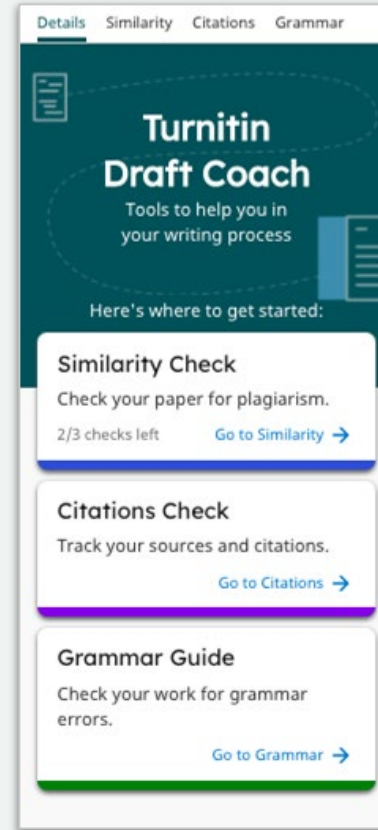 Details Similarity Citations Grammar
Turnitin
Draft Coach
Tools to help you in
your writing process
Here's where to get started:
Similarity Check
Check your paper for plagiarism.
2/3 checks left Go to Similarity →
Citations Check
Track your sources and citations.
Go to Citations →
Grammar Guide
Check your work for grammar
errors.
Go to Grammar →